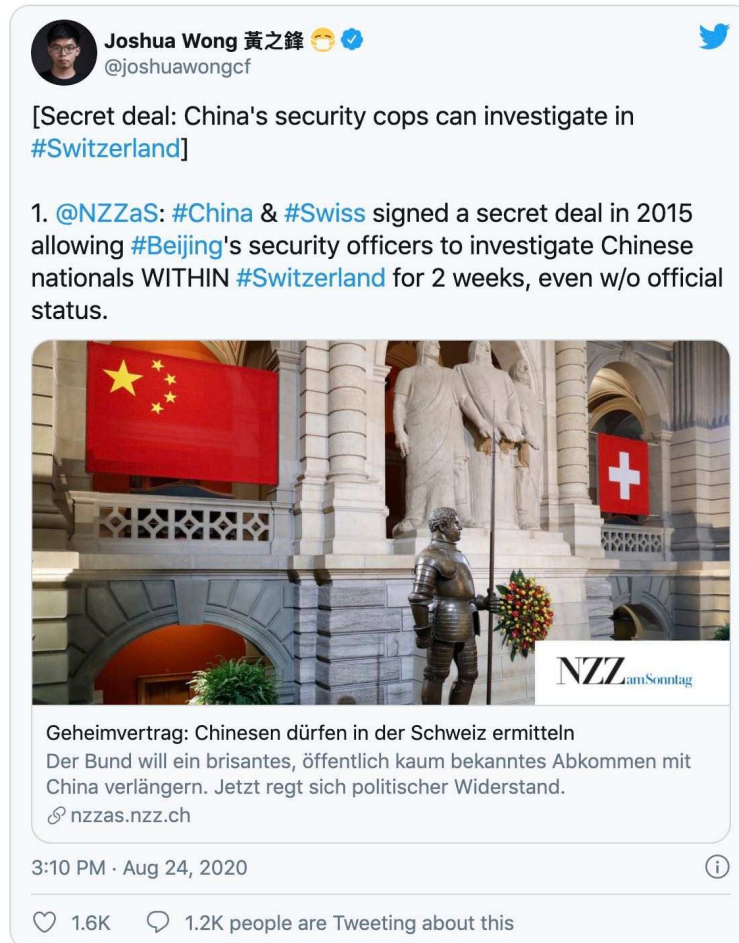 Joshua Wong 黃之鋒 😷
@joshuawongcf
[Secret deal: China's security cops can investigate in
#Switzerland]
1. @NZZaS: #China & #Swiss signed a secret deal in 2015
allowing #Beijing's security officers to investigate Chinese
nationals WITHIN #Switzerland for 2 weeks, even w/o official
status.
NZZ amSonntag
Geheimvertrag: Chinesen dürfen in der Schweiz ermitteln
Der Bund will ein brisantes, öffentlich kaum bekanntes Abkommen mit
China verlängern. Jetzt regt sich politischer Widerstand.
nzzas.nzz.ch
3:10 PM · Aug 24, 2020
1.6K 1.2K people are Tweeting about this